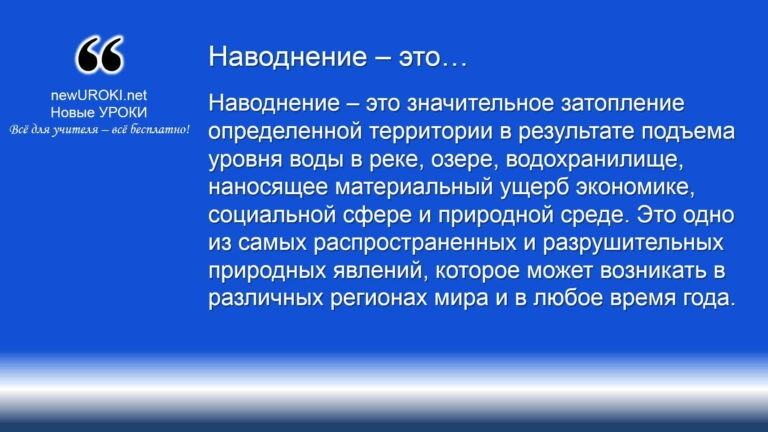 newUROKI.net
Новые УРОКИ
Всё для учителя – всё бесплатно!
Наводнение – это…
Наводнение – это значительное затопление
определенной территории в результате подъема
уровня воды в реке, озере, водохранилище,
наносящее материальный ущерб экономике,
социальной сфере и природной среде. Это одно
из самых распространенных и разрушительных
природных явлений, которое может возникать в
различных регионах мира и в любое время года.